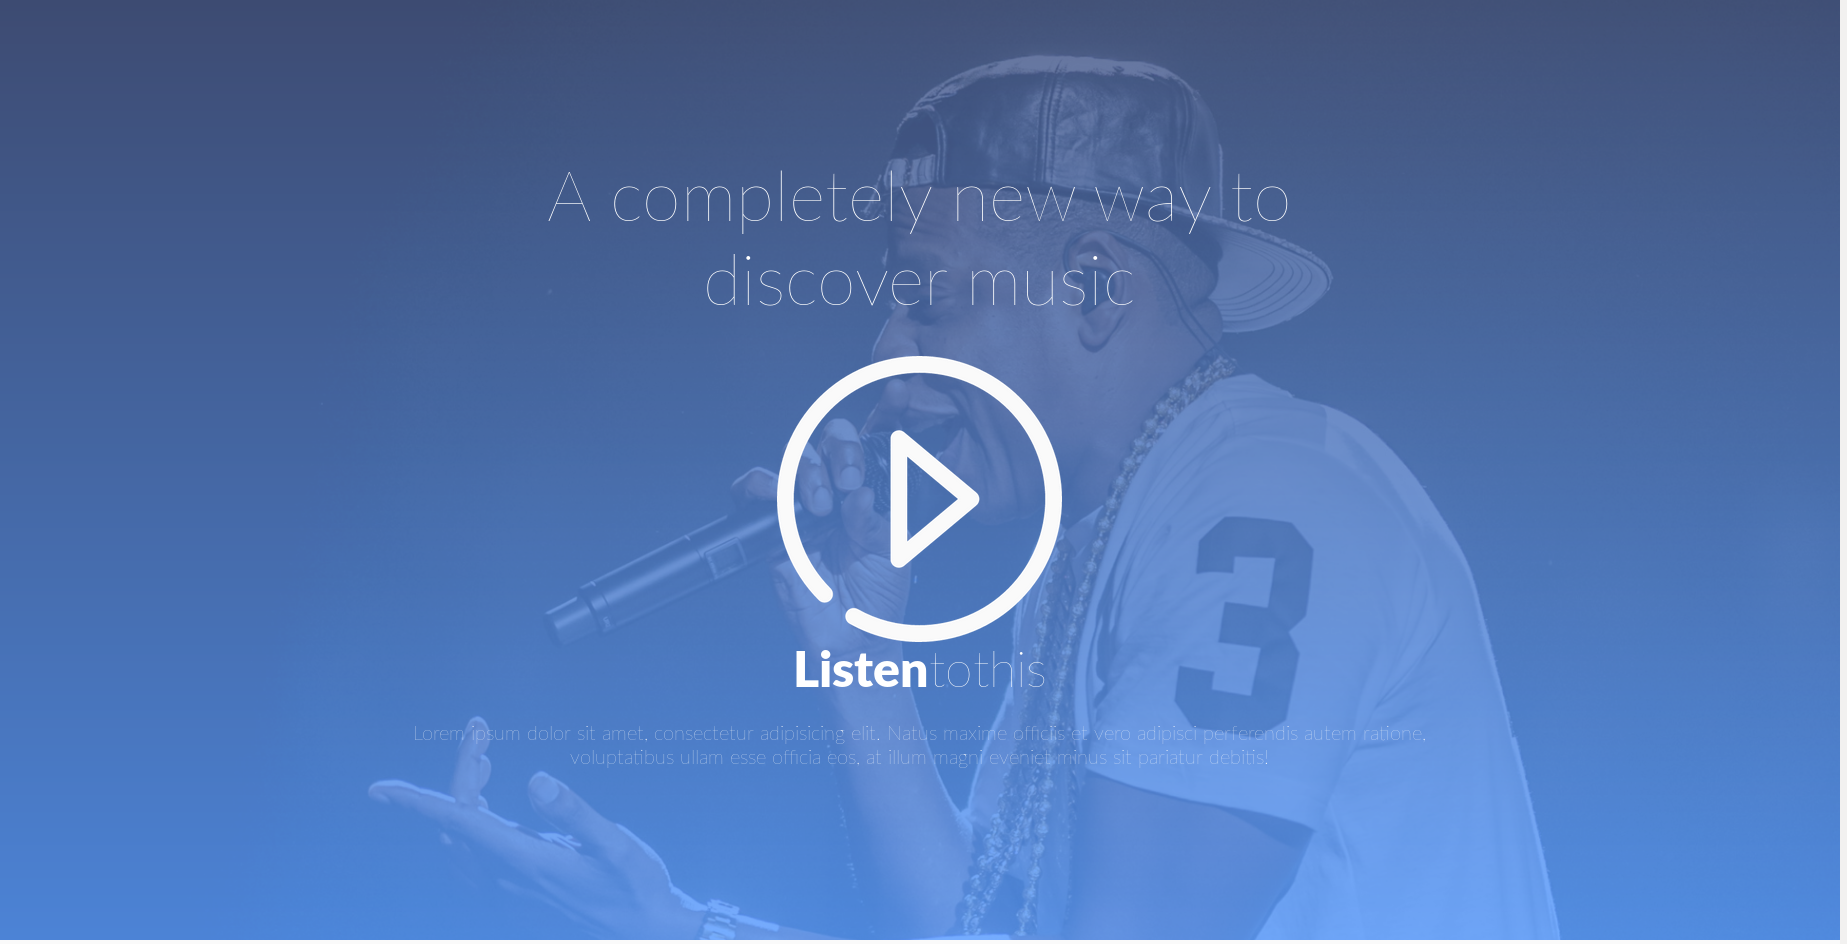 A completely new way to
discover music
Listentothis
Lorem ipsum dolor sit amet, consectetur adipisicing elit. Natus maxime officiis et vero adipisci perferendis autem ratione,
voluptatibus ullam esse officia eos, at illum magni eveniet minus sit pariatur debitis!
3